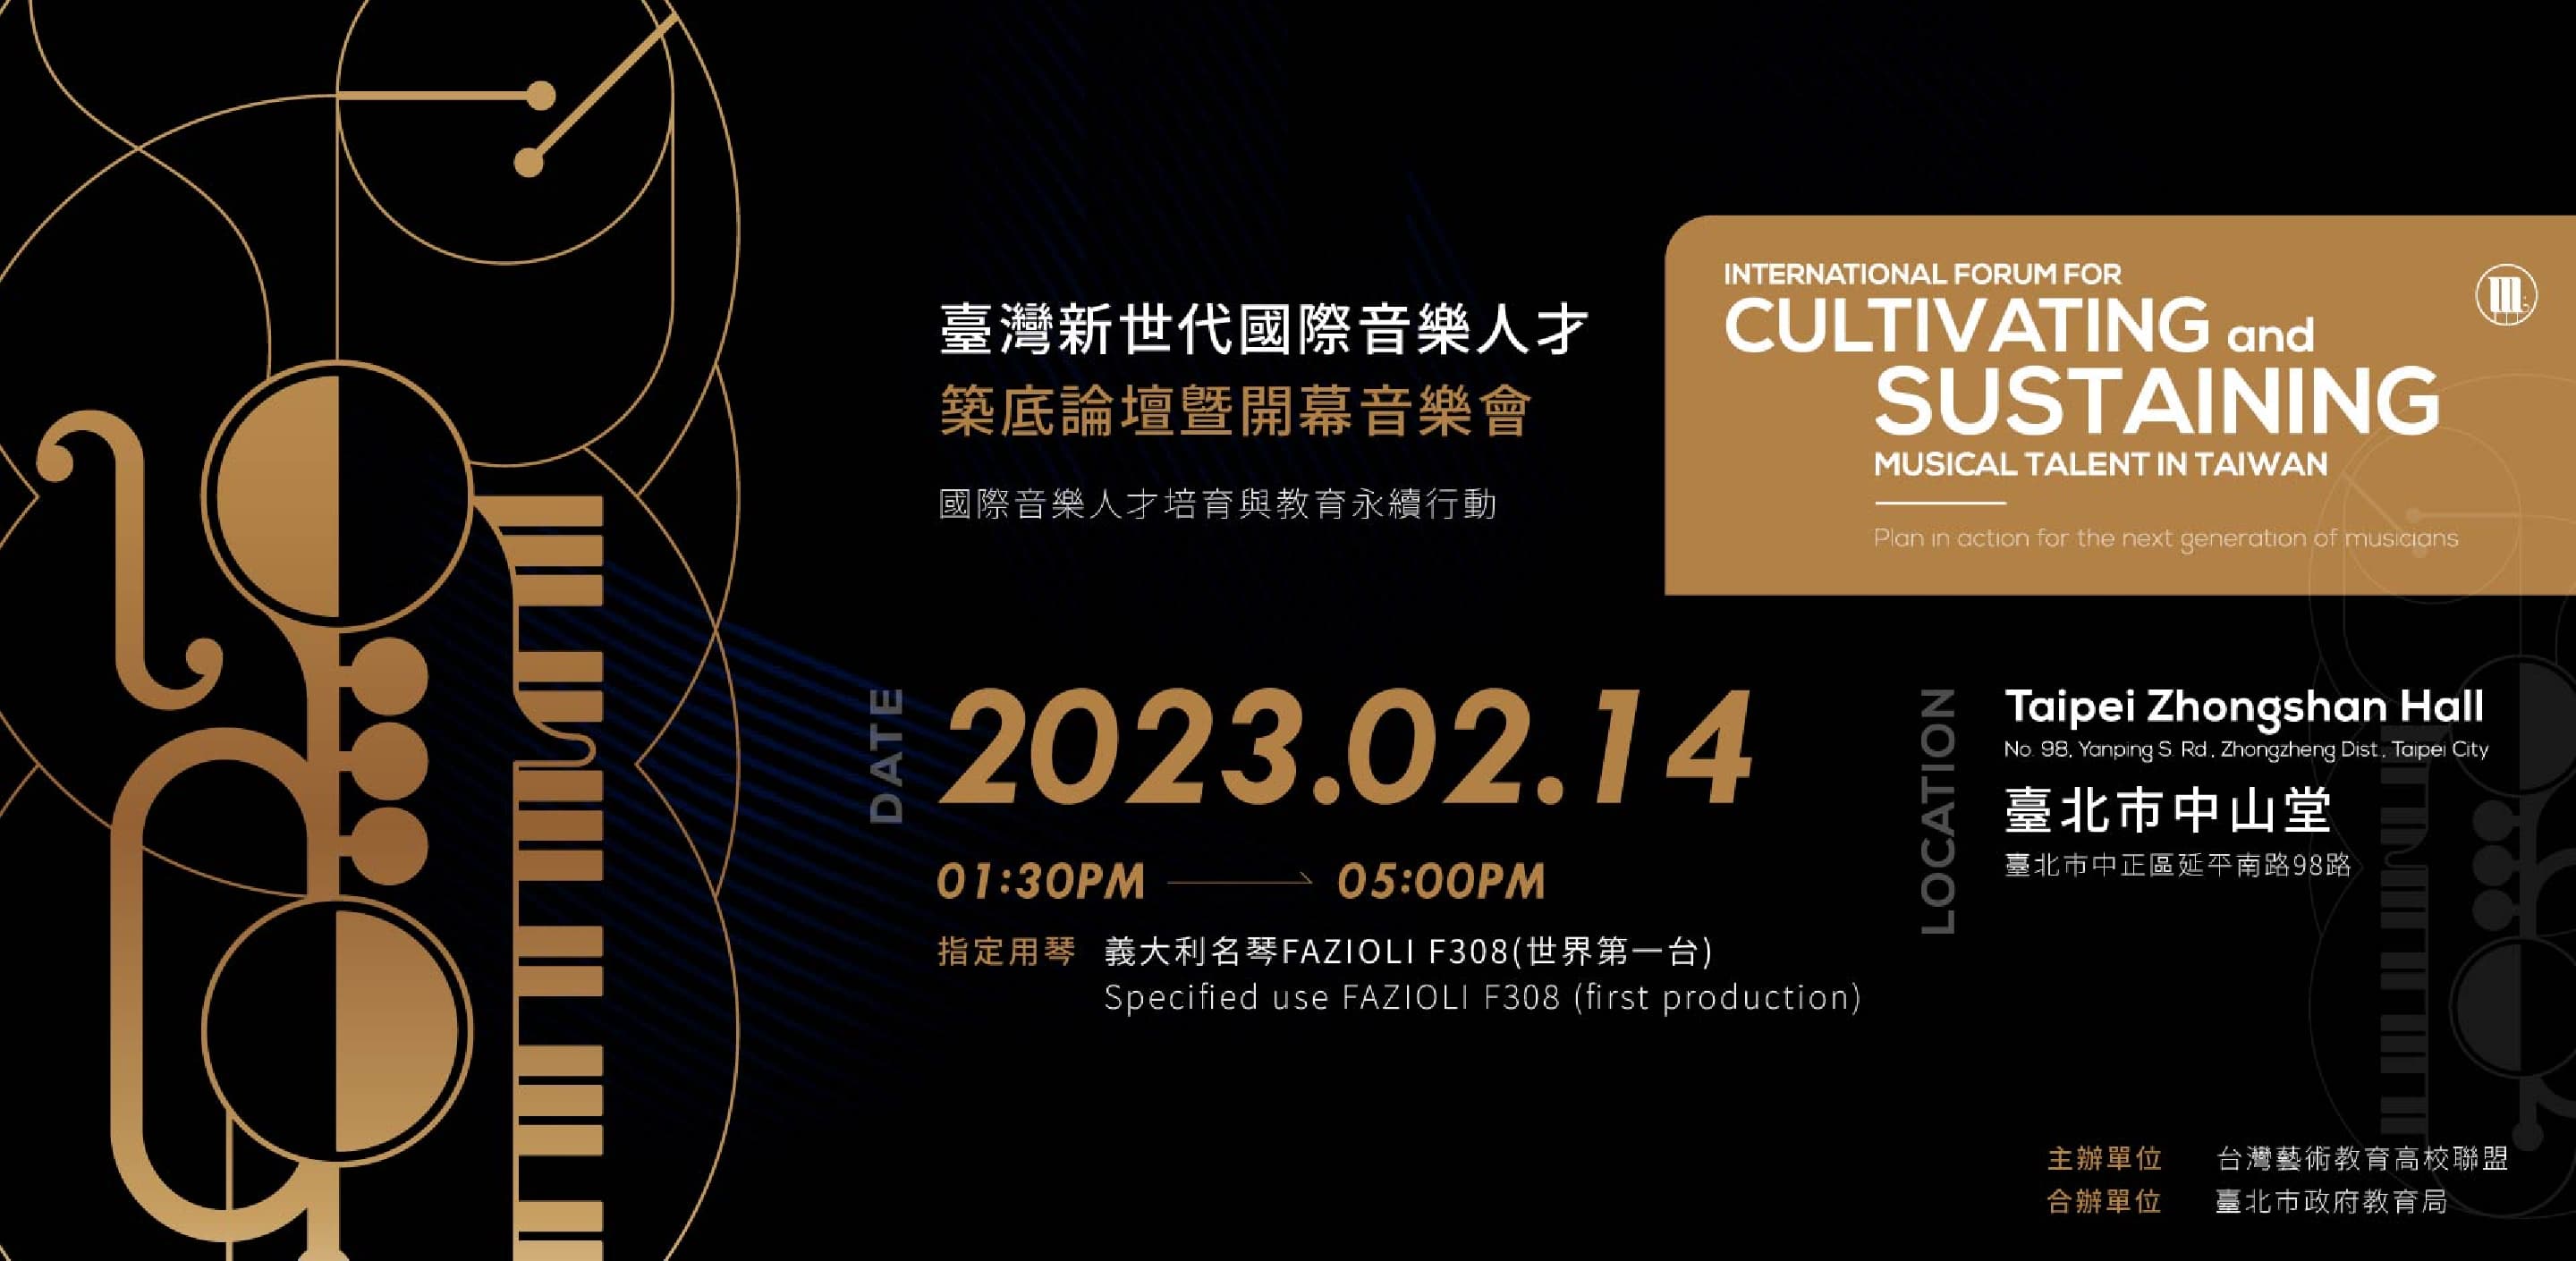 臺灣新世代國際音樂人才
築底論壇暨開幕音樂會
國際音樂人才培育與教育永續行動
INTERNATIONAL FORUM FOR
CULTIVATING and
SUSTAINING
MUSICAL TALENT IN TAIWAN
Plan in action for the next generation of musicians
DATE
2023.02.14
01:30PM
05:00PM
指定用琴 義大利名琴FAZIOLI F308(世界第一台)
Specified use FAZIOLI F308 (first production)
LOCATION
Taipei Zhongshan Hall
No. 98, Yanping S. Rd., Zhongzheng Dist., Taipei City
臺北市中山堂
臺北市中正區延平南路98路
主辦單位 台灣藝術教育高校聯盟
合辦單位 臺北市政府教育局